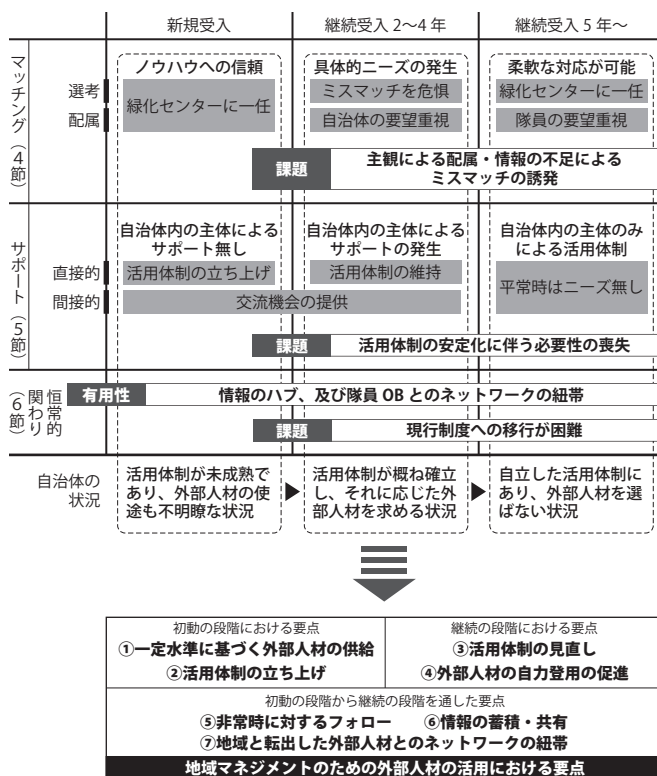 新規受入
継続受入 2〜4 年
継続受入 5 年〜
マッチング（4節）
ノウハウへの信頼
具体的ニーズの発生
柔軟な対応が可能
選考
配属
緑化センターに一任
ミスマッチを危惧
自治体の要望重視
緑化センターに一任
隊員の要望重視
課題
主観による配属・情報の不足による
ミスマッチの誘発
サポート（5節）
自治体内の主体による
サポート無し
自治体内の主体による
サポートの発生
自治体内の主体のみ
による活用体制
直接的
間接的
活用体制の立ち上げ
活用体制の維持
平常時はニーズ無し
交流機会の提供
課題
活用体制の安定化に伴う必要性の喪失
恒常的
関わり
（6節）
有用性
情報のハブ、及び隊員 OB とのネットワークの紐帯
課題
現行制度への移行が困難
自治体の
状況
活用体制が未成熟で
あり、外部人材の使
途も不明瞭な状況
▶
活用体制が概ね確立
し、それに応じた外
部人材を求める状況
▶
自立した活用体制に
あり、外部人材を選
ばない状況
初動の段階における要点
①一定水準に基づく外部人材の供給
②活用体制の立ち上げ
継続の段階における要点
③活用体制の見直し
④外部人材の自力登用の促進
初動の段階から継続の段階を通した要点
⑤非常時に対するフォロー　⑥情報の蓄積・共有
⑦地域と転出した外部人材とのネットワークの紐帯
地域マネジメントのための外部人材の活用における要点